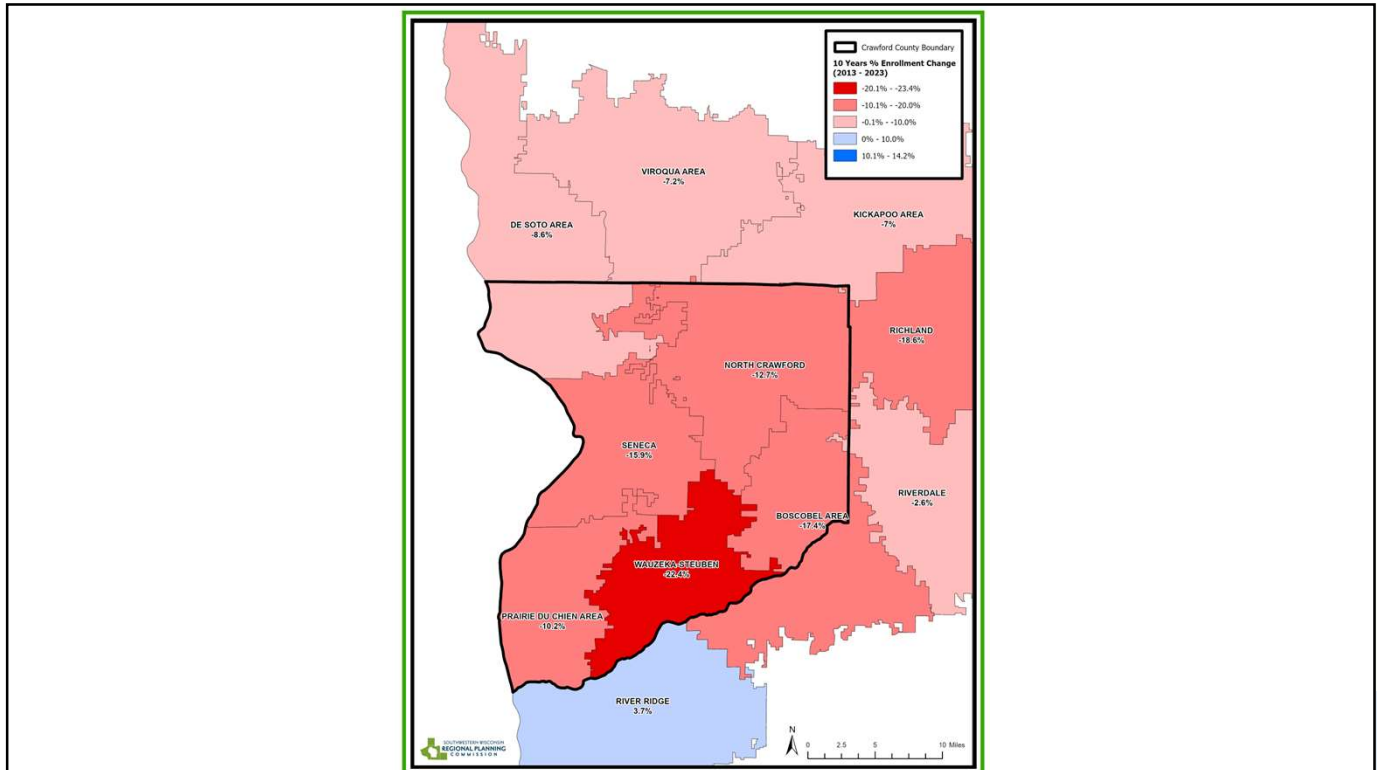 Crawford County Boundary
10 Years % Enrollment Change
(2013 - 2023)
-20.1% - -23.4%
-10.1% - -20.0%
-0.1% - -10.0%
0% - 10.0%
10.1% - 14.2%
VIROQUA AREA
-7.2%
KICKAPOO AREA
-7%
DE SOTO AREA
-8.6%
RICHLAND
-18.6%
NORTH CRAWFORD
-12.7%
SENECA
-15.9%
RIVERDALE
-2.6%
BOSCOBEL AREA
-17.4%
WAUZEKA-STEUBEN
-22.4%
PRAIRIE DU CHIEN AREA
-10.2%
RIVER RIDGE
3.7%
SOUTHWESTERN WISCONSIN
REGIONAL PLANNING
COMMISSION
N
0 2.5 5 10 Miles